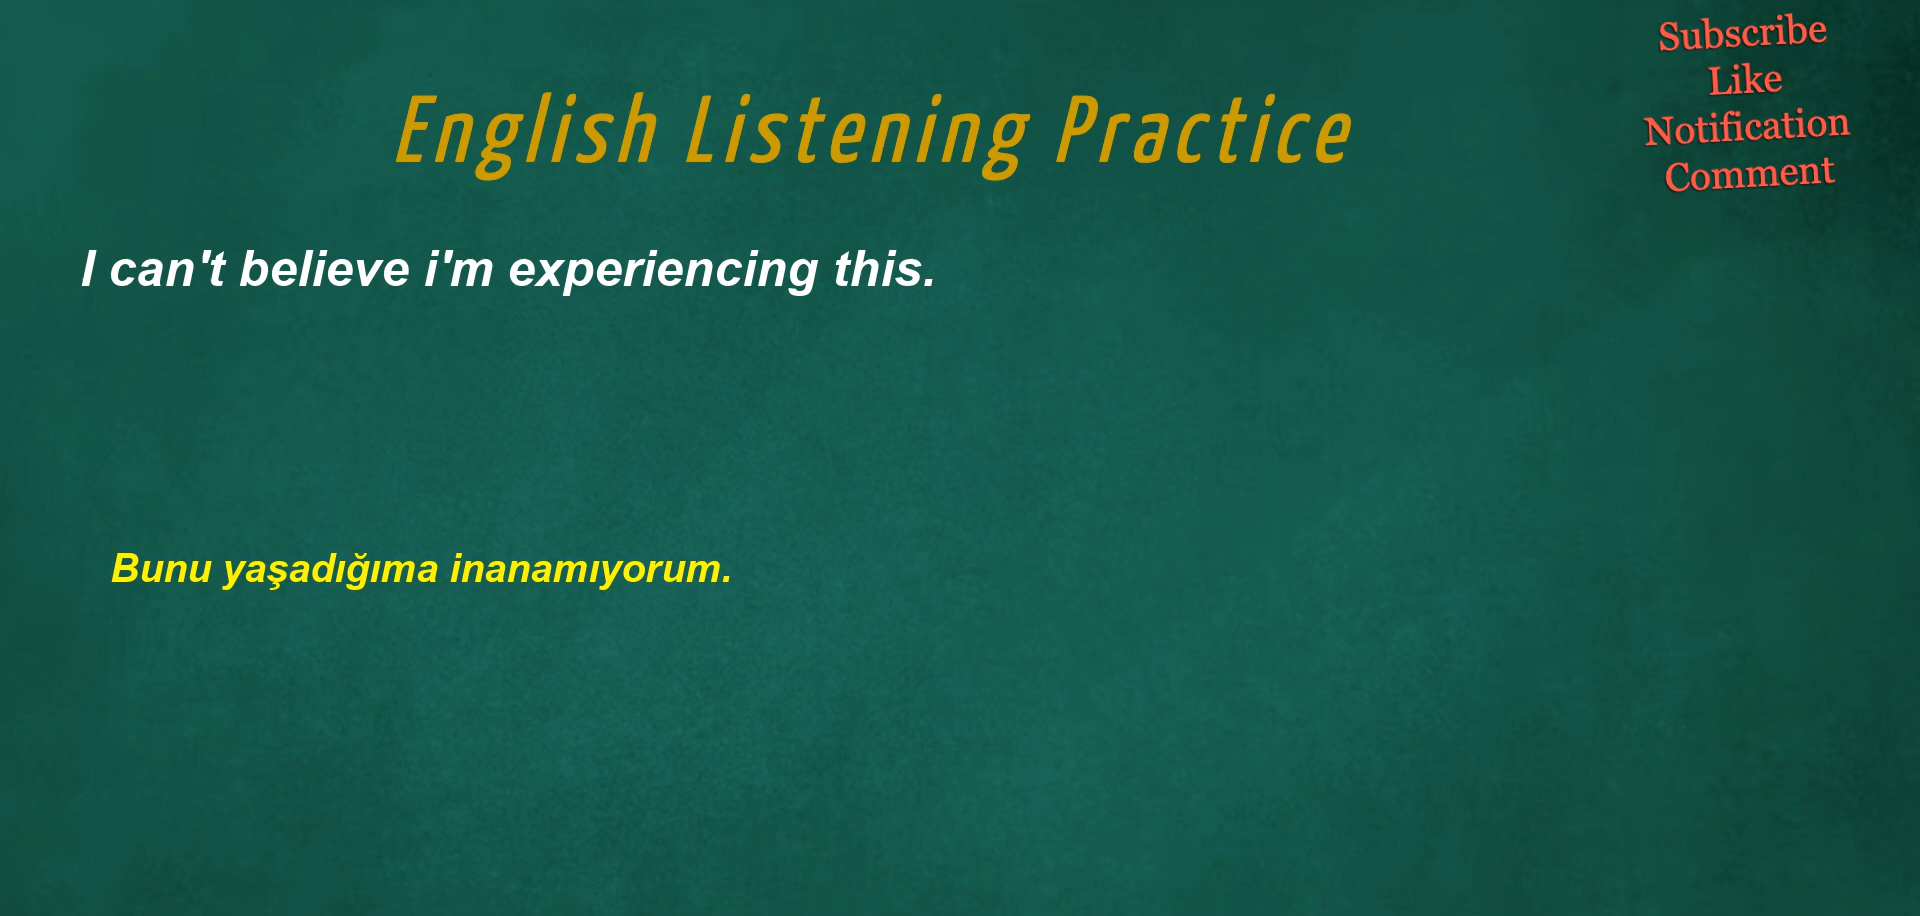 English Listening Practice
Subscribe
Like
Notification
Comment
I can't believe i'm experiencing this.
Bunu yaşadığıma inanamıyorum.